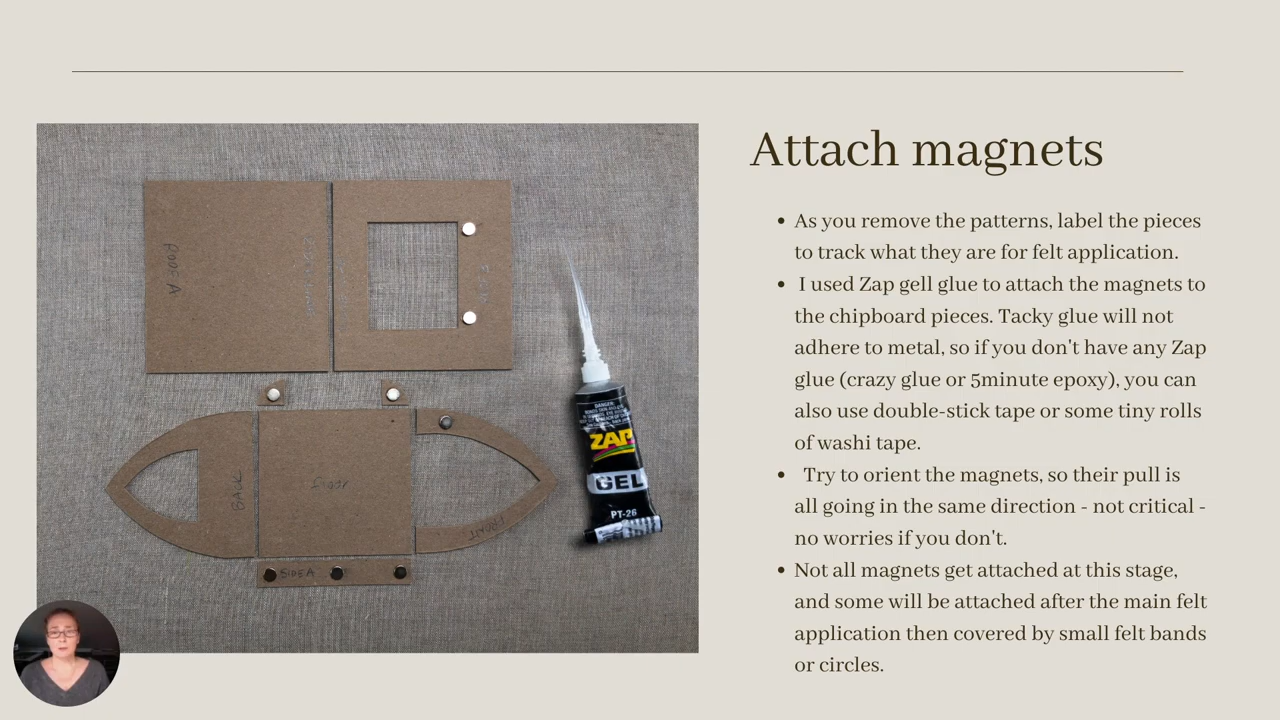 Attach magnets
As you remove the patterns, label the pieces
to track what they are for felt application.
I used Zap gell glue to attach the magnets to
the chipboard pieces. Tacky glue will not
adhere to metal, so if you don't have any Zap
glue (crazy glue or 5minute epoxy), you can
also use double-stick tape or some tiny rolls
of washi tape.
Try to orient the magnets, so their pull is
all going in the same direction - not critical -
no worries if you don't.
Not all magnets get attached at this stage,
and some will be attached after the main felt
application then covered by small felt bands
or circles.
ROOF A
BACK
FRONT
SIDE A
ZAP
GEL
PT-26